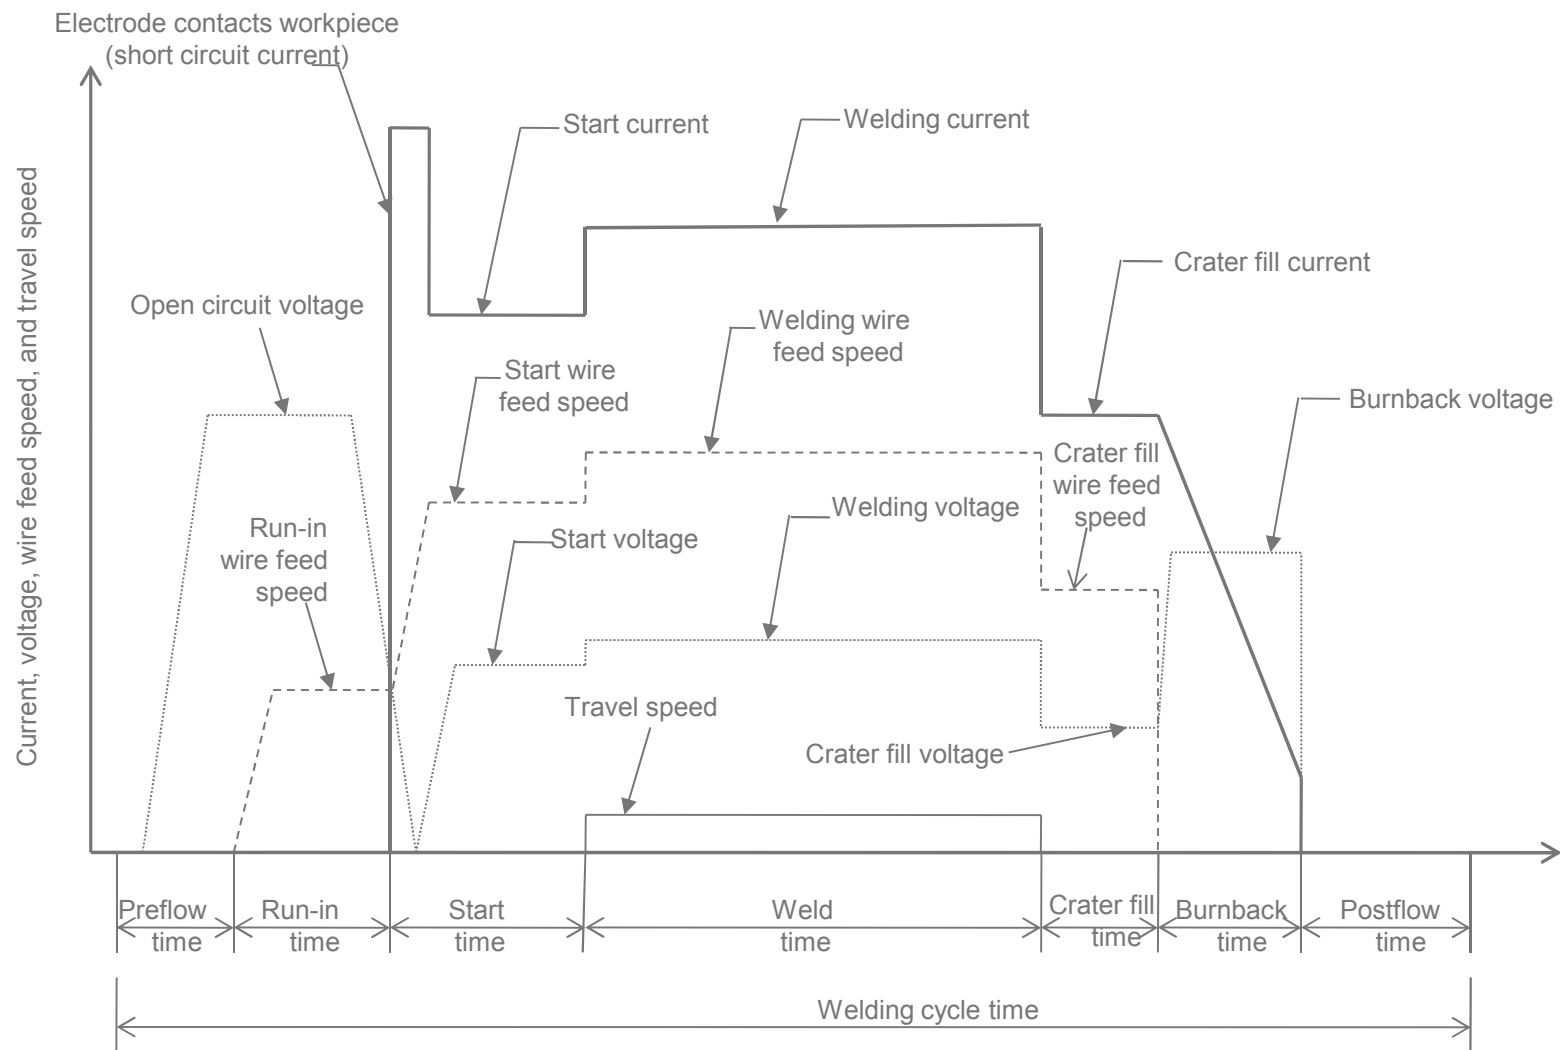 Electrode contacts workpiece
(short circuit current)
Start current
Welding current
Crater fill current
Open circuit voltage
Welding wire
feed speed
Start wire
feed speed
Burnback voltage
Crater fill
wire feed
speed
Run-in
wire feed
speed
Start voltage
Welding voltage
Travel speed
Crater fill voltage
Current, voltage, wire feed speed, and travel speed
Preflow
time
Run-in
time
Start
time
Weld
time
Crater fill
time
Burnback
time
Postflow
time
Welding cycle time